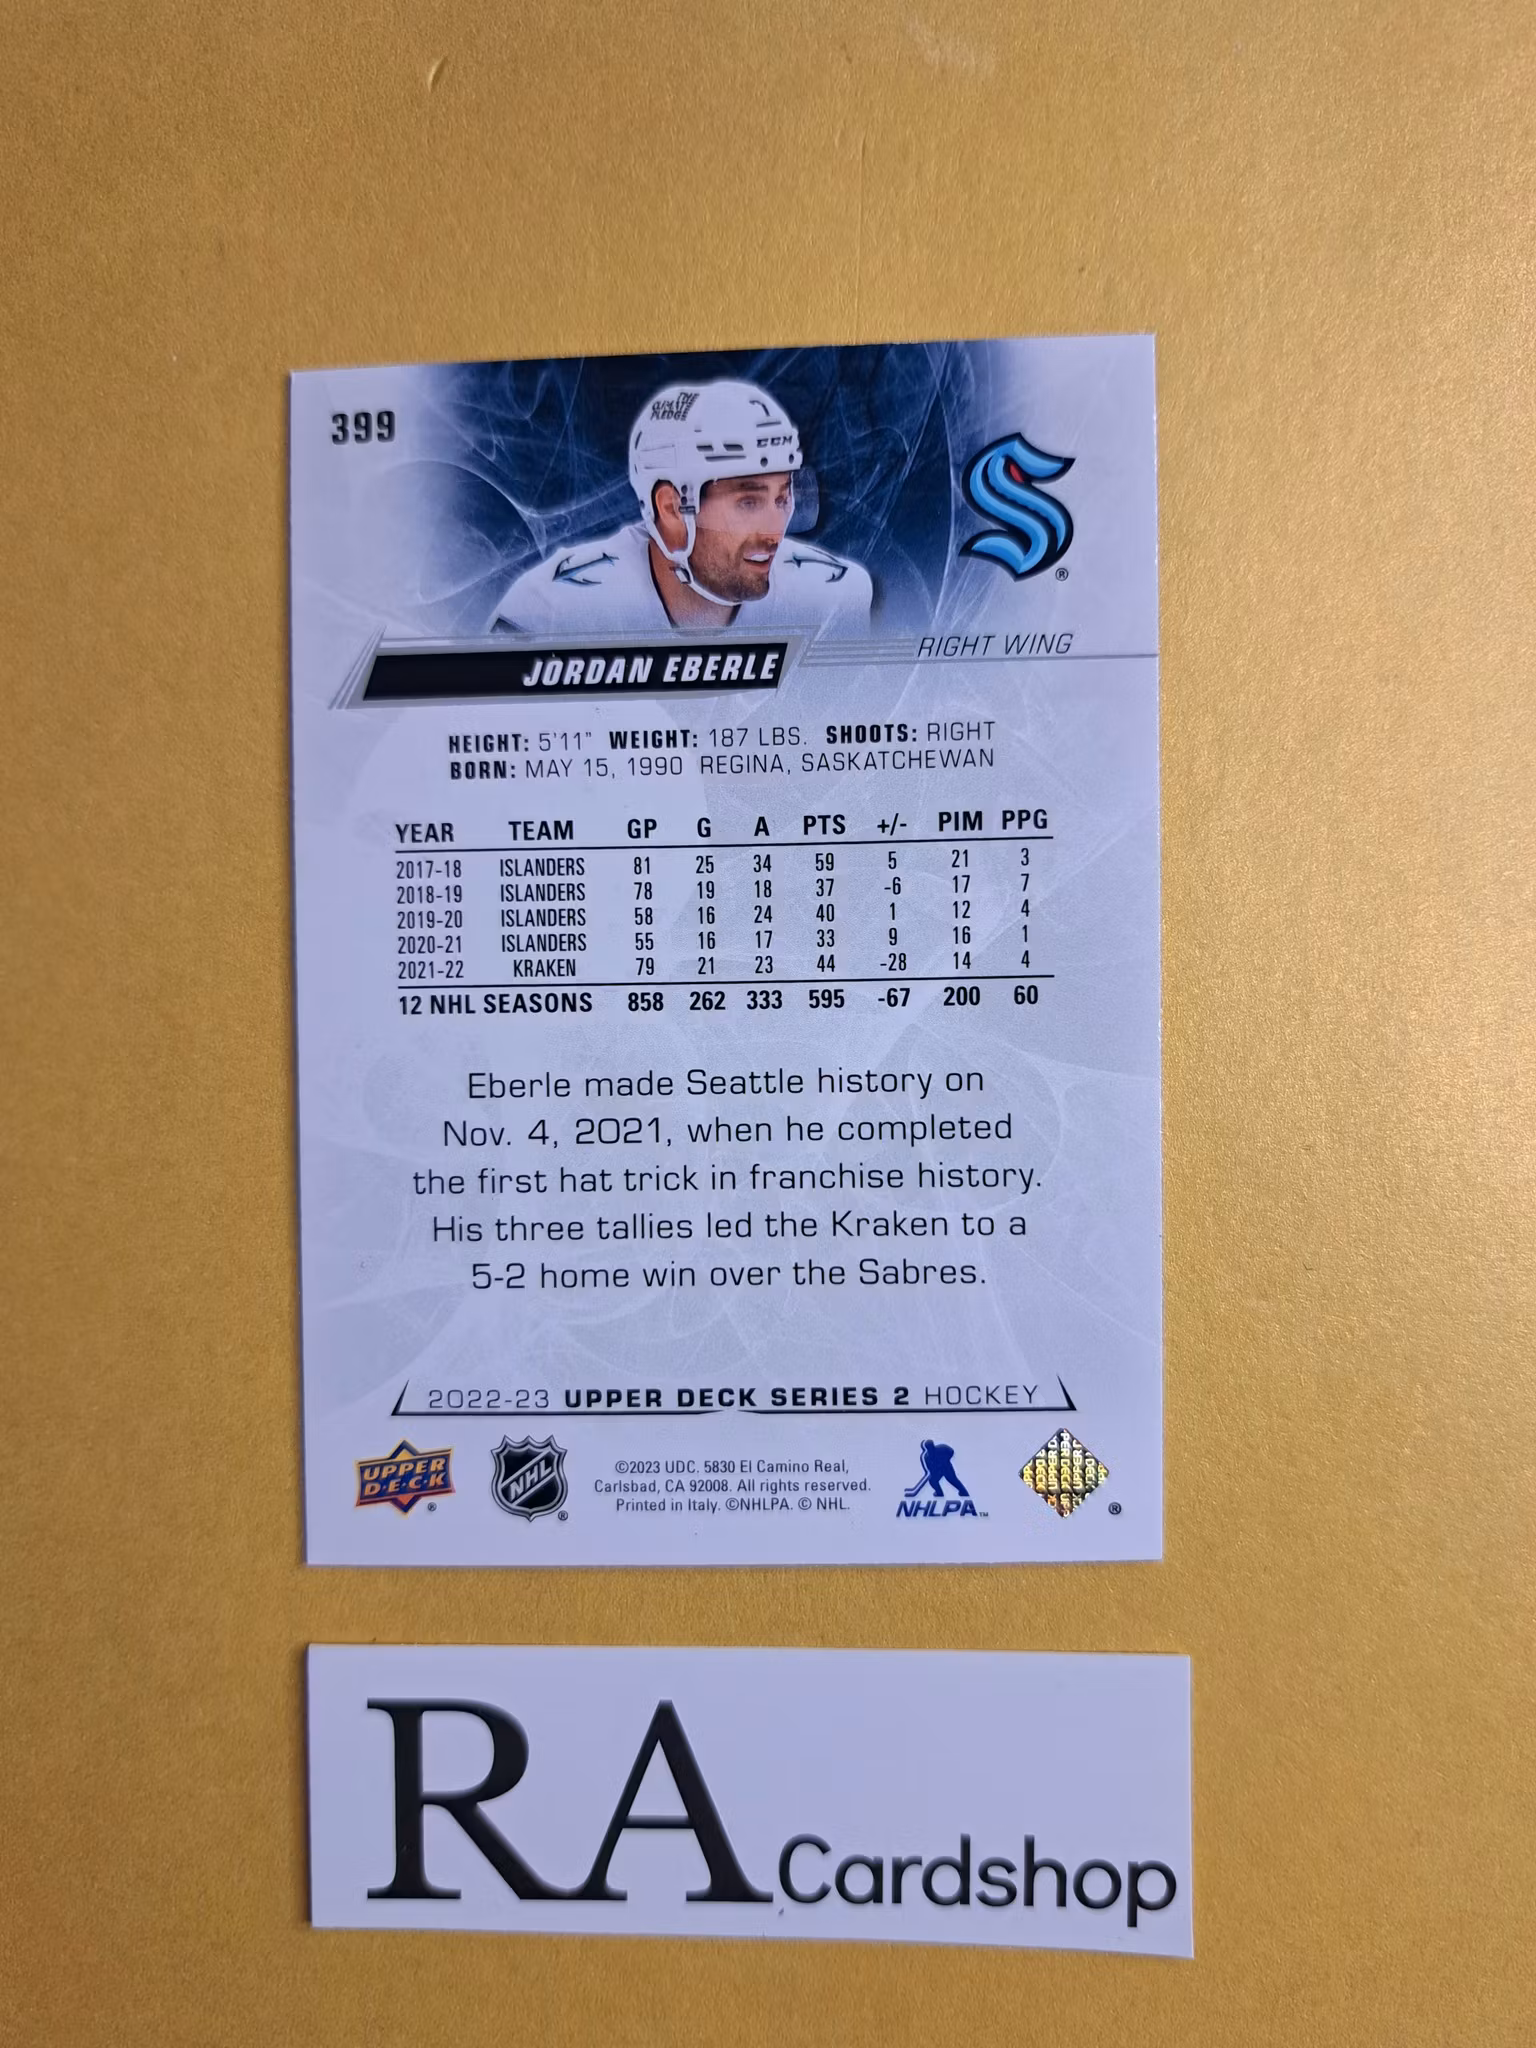 399
THE
CLIMATE
PLEDGE
7
CCM
JORDAN EBERLE
RIGHT WING
HEIGHT: 5'11" WEIGHT: 187 LBS. SHOOTS: RIGHT
BORN: MAY 15, 1990 REGINA, SASKATCHEWAN
YEAR TEAM GP G A PTS +/- PIM PPG
2017-18 ISLANDERS 81 25 34 59 5 21 3
2018-19 ISLANDERS 78 19 18 37 -6 17 7
2019-20 ISLANDERS 58 16 24 40 1 12 4
2020-21 ISLANDERS 55 16 17 33 9 16 1
2021-22 KRAKEN 79 21 23 44 -28 14 4
12 NHL SEASONS 858 262 333 595 -67 200 60
Eberle made Seattle history on
Nov. 4, 2021, when he completed
the first hat trick in franchise history.
His three tallies led the Kraken to a
5-2 home win over the Sabres.
2022-23 UPPER DECK SERIES 2 HOCKEY
UPPER
D•E•C•K ®
NHL ®
©2023 UDC. 5830 El Camino Real,
Carlsbad, CA 92008. All rights reserved.
Printed in Italy. ©NHLPA. © NHL.
NHLPA™
®
RA Cardshop